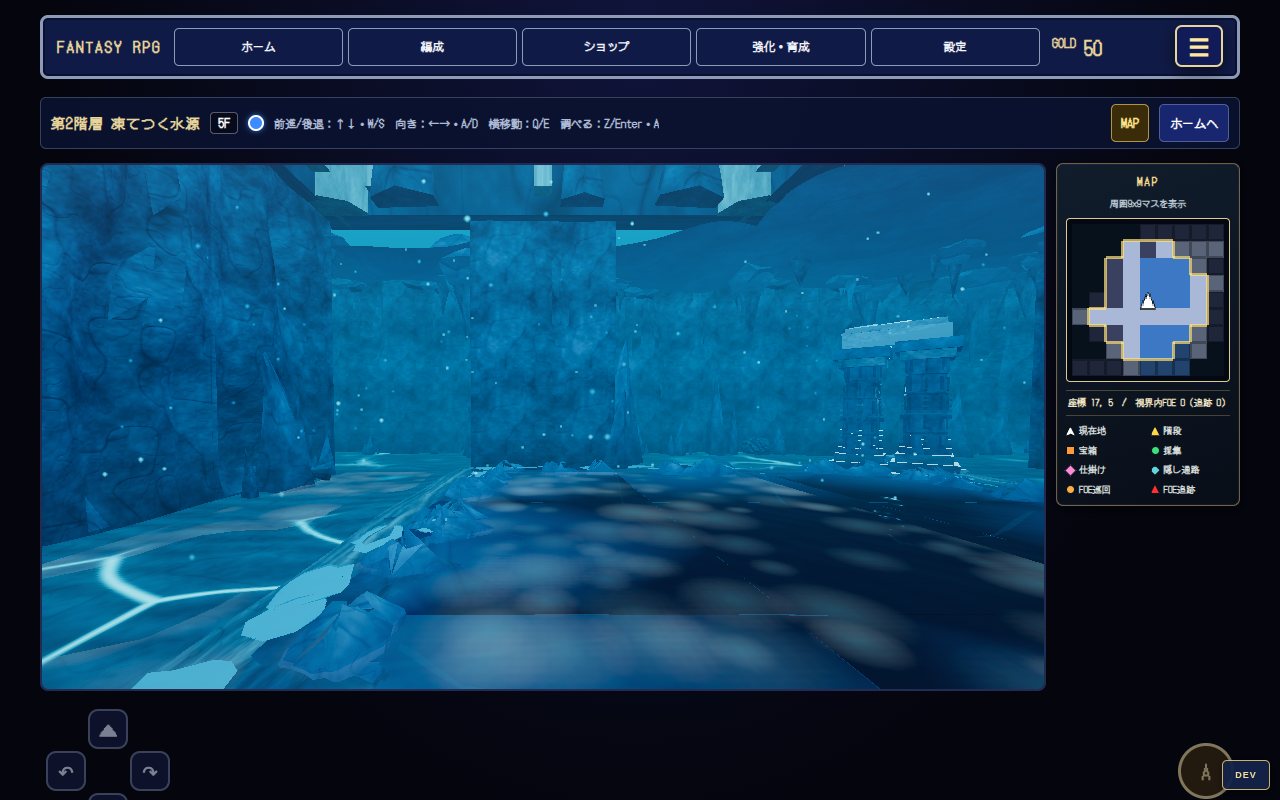 FANTASY RPG
ホーム
編成
ショップ
強化・育成
設定
GOLD 50
第2階層 凍てつく水源
5F
前進/後退：↑↓・W/S 向き：←→・A/D 横移動：Q/E 調べる：Z/Enter・A
MAP
ホームへ
MAP
周囲9x9マスを表示
座標 17, 5 / 視界内FOE 0（追跡 0）
現在地
階段
宝箱
採集
仕掛け
隠し通路
FOE巡回
FOE追跡
A
DEV